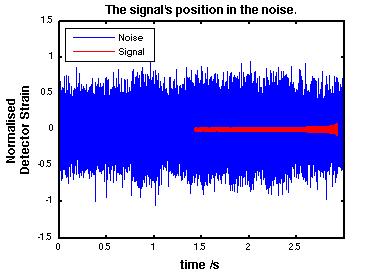 The signal's position in the noise.
1.5
Noise
Signal
1
0.5
Normalised
Detector Strain
0
-0.5
-1
-1.5
0
0.5
1
1.5
2
2.5
time /s